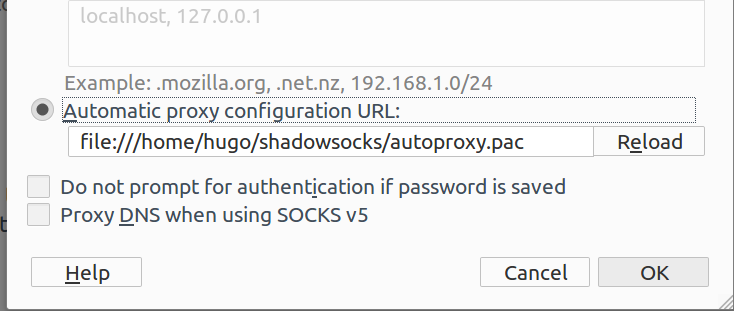 localhost, 127.0.0.1
Example: .mozilla.org, .net.nz, 192.168.1.0/24
Automatic proxy configuration URL:
file:///home/hugo/shadowsocks/autoproxy.pac Reload
Do not prompt for authentication if password is saved
Proxy DNS when using SOCKS v5
Help Cancel OK